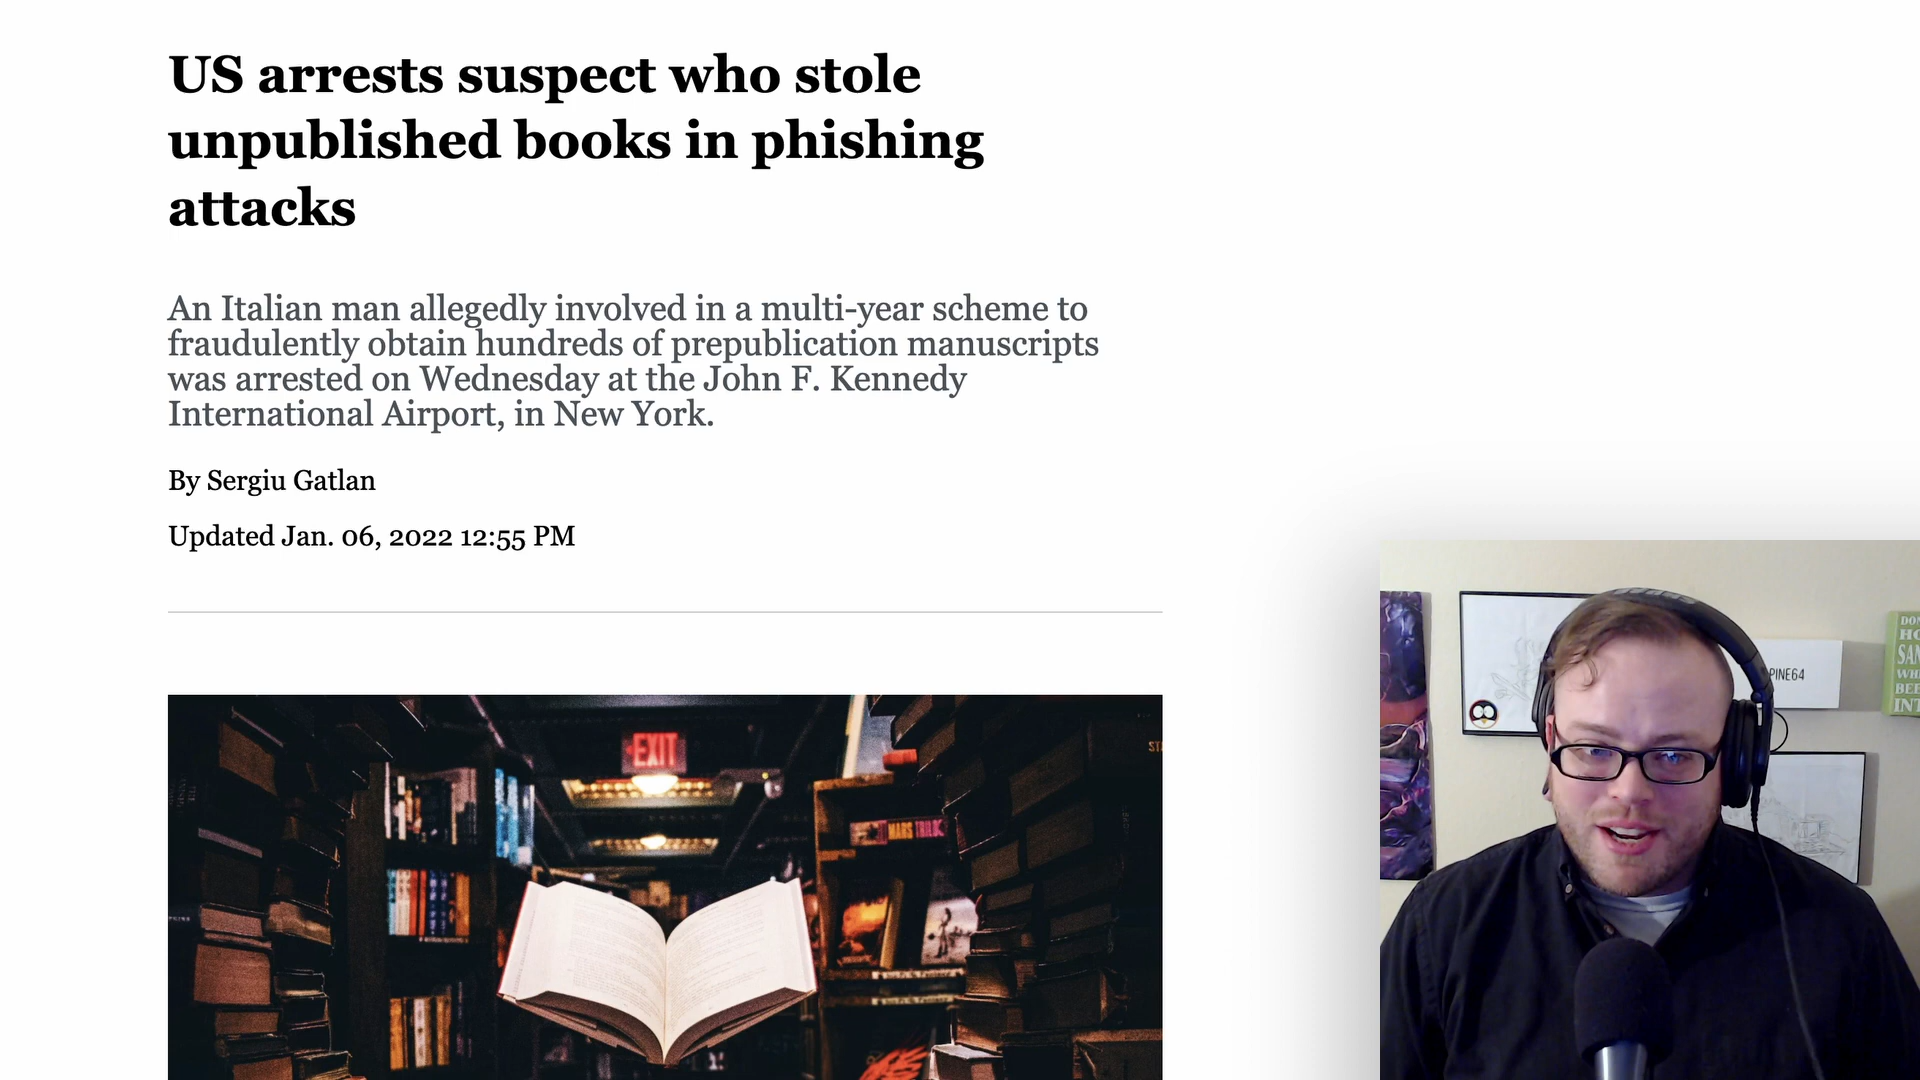 US arrests suspect who stole
unpublished books in phishing
attacks
An Italian man allegedly involved in a multi-year scheme to
fraudulently obtain hundreds of prepublication manuscripts
was arrested on Wednesday at the John F. Kennedy
International Airport, in New York.
By Sergiu Gatlan
Updated Jan. 06, 2022 12:55 PM
EXIT
MARS
PINE64